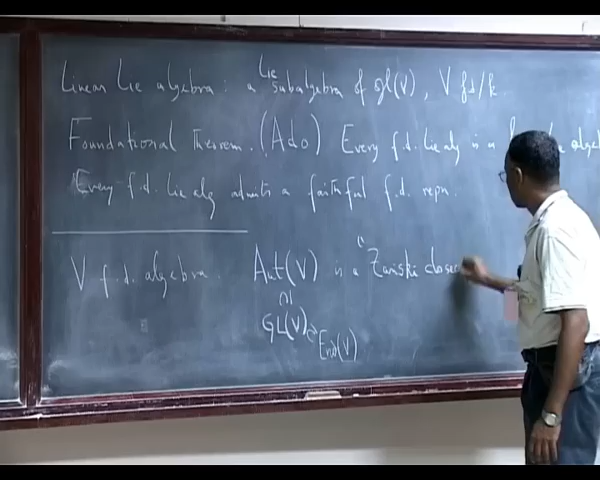 Linear Lie algebra : a Lie subalgebra of gl(V), V f d / k.
Foundational Theorem. (Ado) Every f.d. Lie alg is a
Every f.d. Lie alg admits a faithful f.d. repn.
V f.d. algebra. Aut(V) is a "Zariski closed
∩|
GL(V) ⊂ End(V)